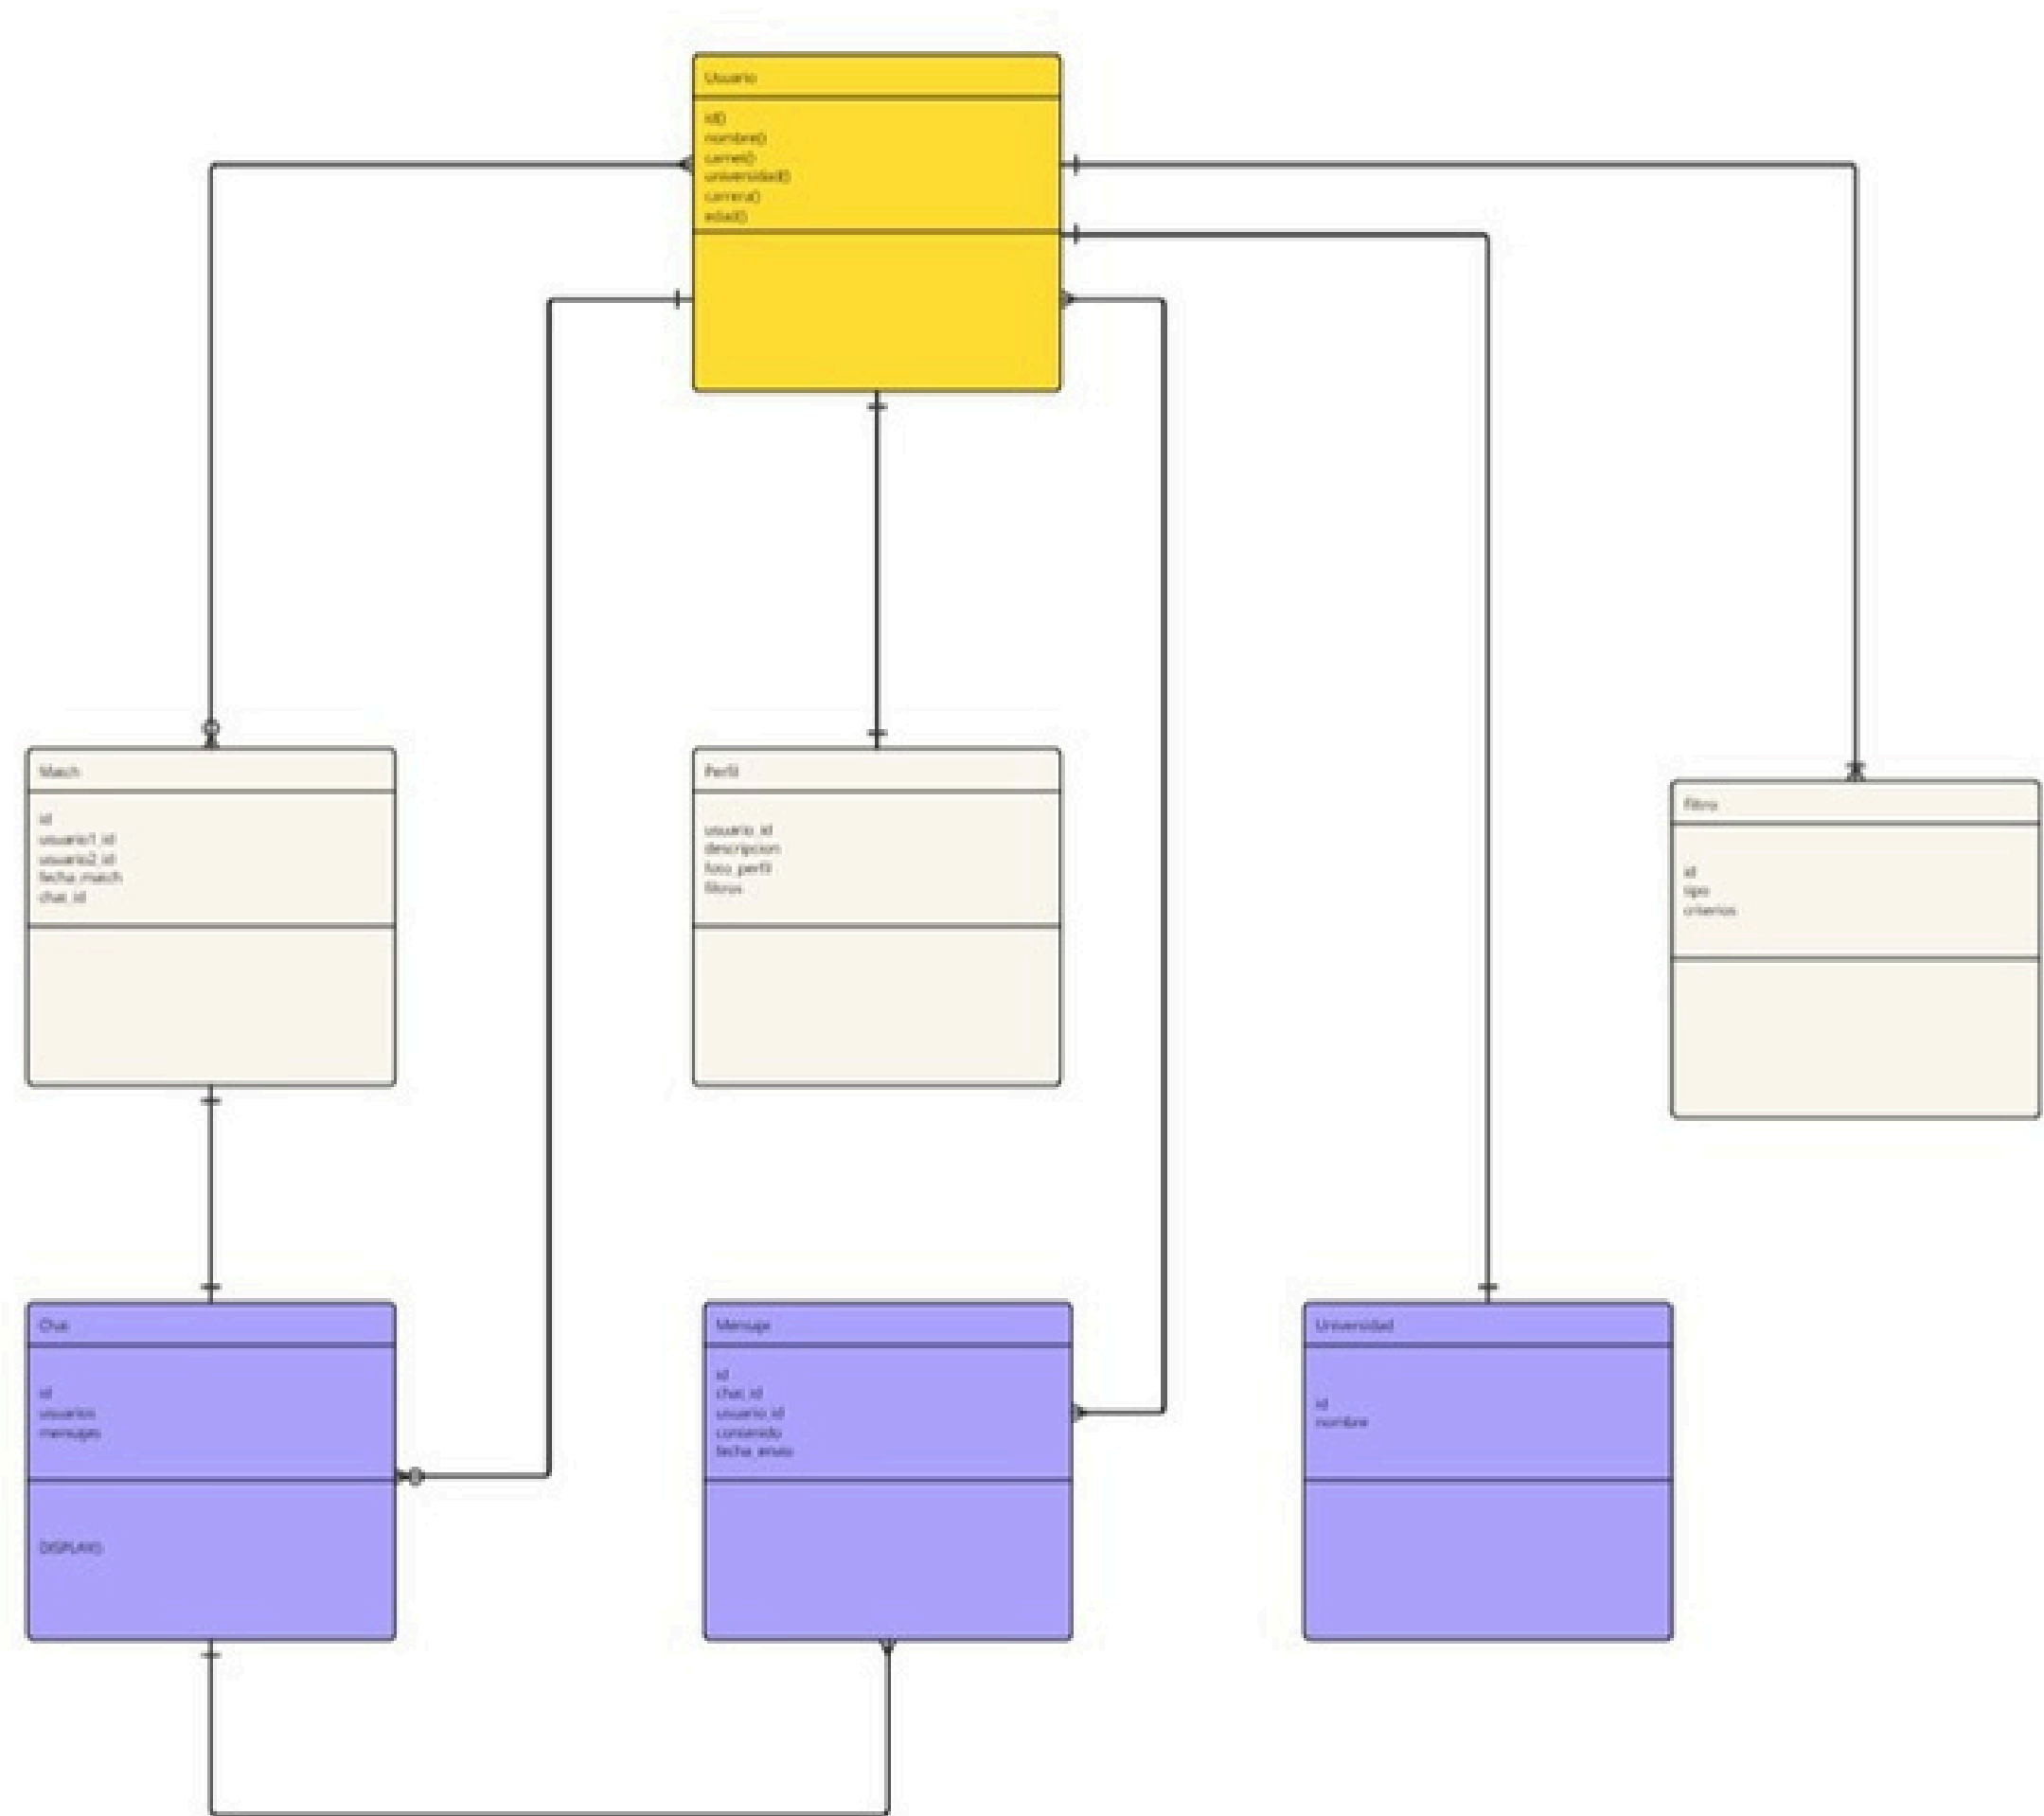 Usuario
id()
nombre()
carnet()
universidad()
carrera()
edad()
Match
id
usuario1_id
usuario2_id
fecha_match
chat_id
Perfil
usuario_id
descripcion
foto_perfil
filtros
Filtro
id
tipo
criterios
Chat
id
usuarios
mensajes
DISPLAY()
Mensaje
id
chat_id
usuario_id
contenido
fecha_envio
Universidad
id
nombre